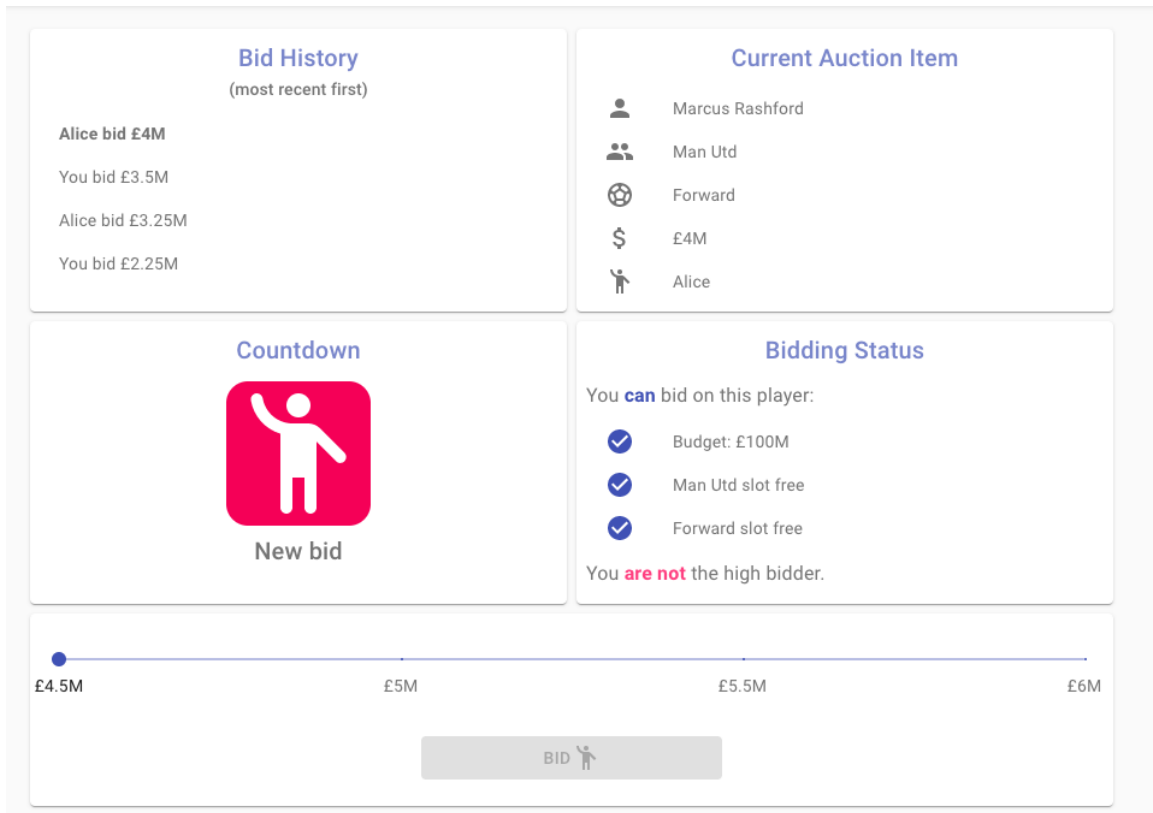 Bid History
(most recent first)
Alice bid £4M
You bid £3.5M
Alice bid £3.25M
You bid £2.25M
Current Auction Item
Marcus Rashford
Man Utd
Forward
£4M
Alice
Countdown
New bid
Bidding Status
You can bid on this player:
Budget: £100M
Man Utd slot free
Forward slot free
You are not the high bidder.
£4.5M £5M £5.5M £6M
BID